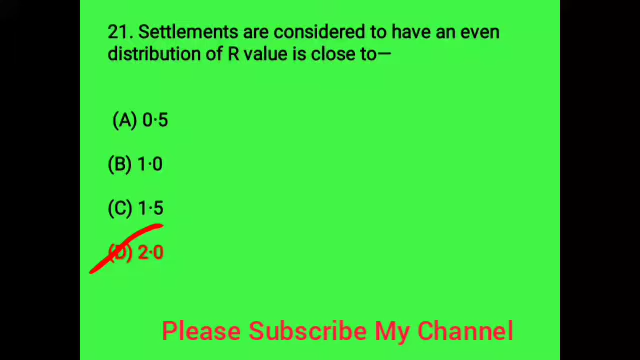 21. Settlements are considered to have an even
distribution of R value is close to—
(A) 0·5
(B) 1·0
(C) 1·5
(D) 2·0
Please Subscribe My Channel